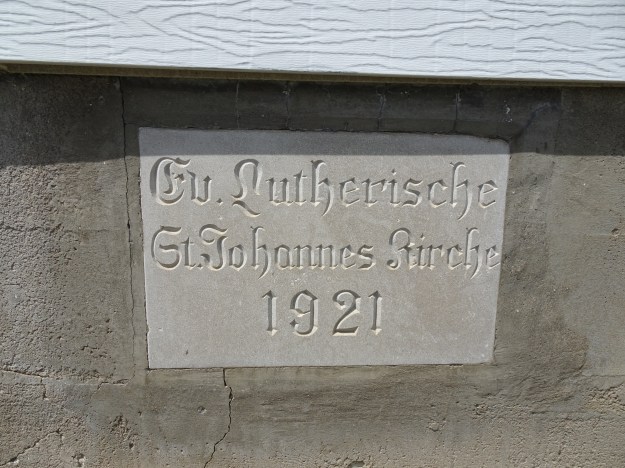 Ev. Lutherische
St. Johannes Kirche
1921